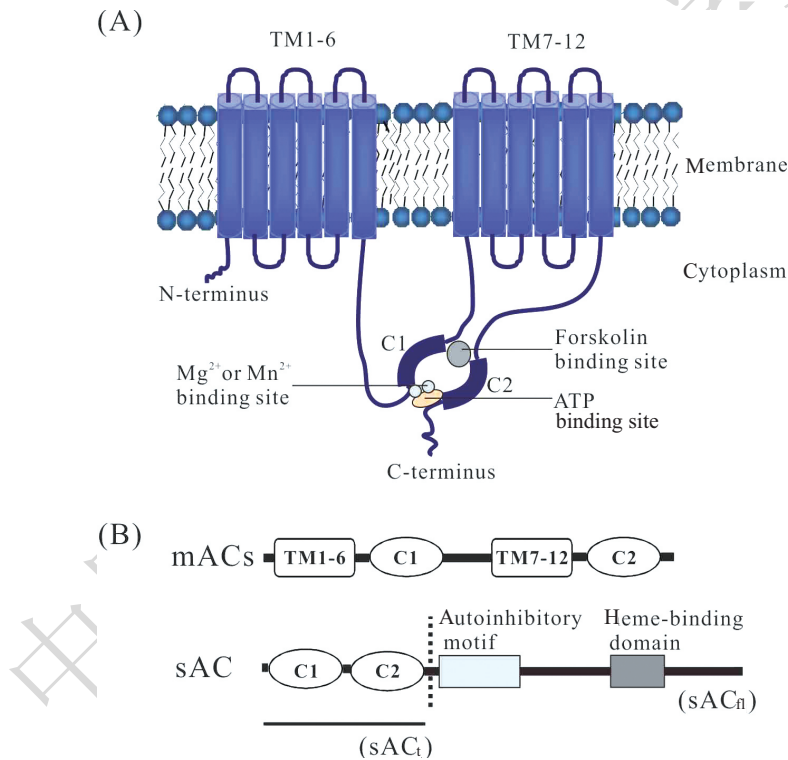 (A)
TM1-6
TM7-12
Membrane
Cytoplasm
N-terminus
C1
Forskolin
binding site
Mg²⁺ or Mn²⁺
binding site
C2
ATP
binding site
C-terminus
(B)
mACs
TM1-6
C1
TM7-12
C2
Autoinhibitory
motif
Heme-binding
domain
sAC
C1
C2
(sACfl)
(sACt)